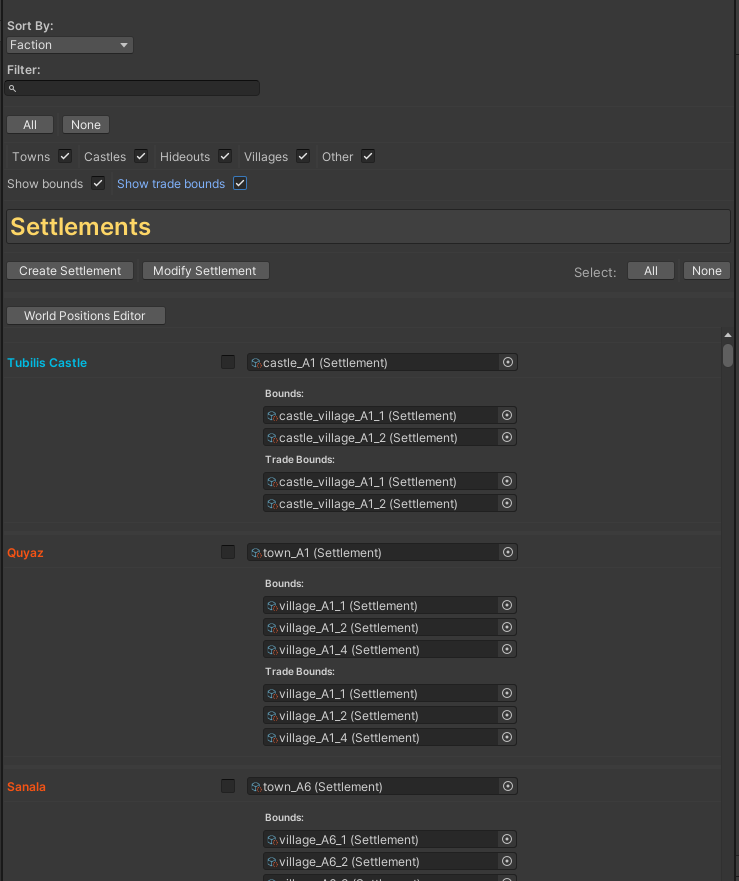 Sort By:
Faction
Filter:
All None
Towns Castles Hideouts Villages Other
Show bounds Show trade bounds
Settlements
Create Settlement Modify Settlement Select: All None
World Positions Editor
Tubilis Castle castle_A1 (Settlement)
Bounds:
castle_village_A1_1 (Settlement)
castle_village_A1_2 (Settlement)
Trade Bounds:
castle_village_A1_1 (Settlement)
castle_village_A1_2 (Settlement)
Quyaz town_A1 (Settlement)
Bounds:
village_A1_1 (Settlement)
village_A1_2 (Settlement)
village_A1_4 (Settlement)
Trade Bounds:
village_A1_1 (Settlement)
village_A1_2 (Settlement)
village_A1_4 (Settlement)
Sanala town_A6 (Settlement)
Bounds:
village_A6_1 (Settlement)
village_A6_2 (Settlement)